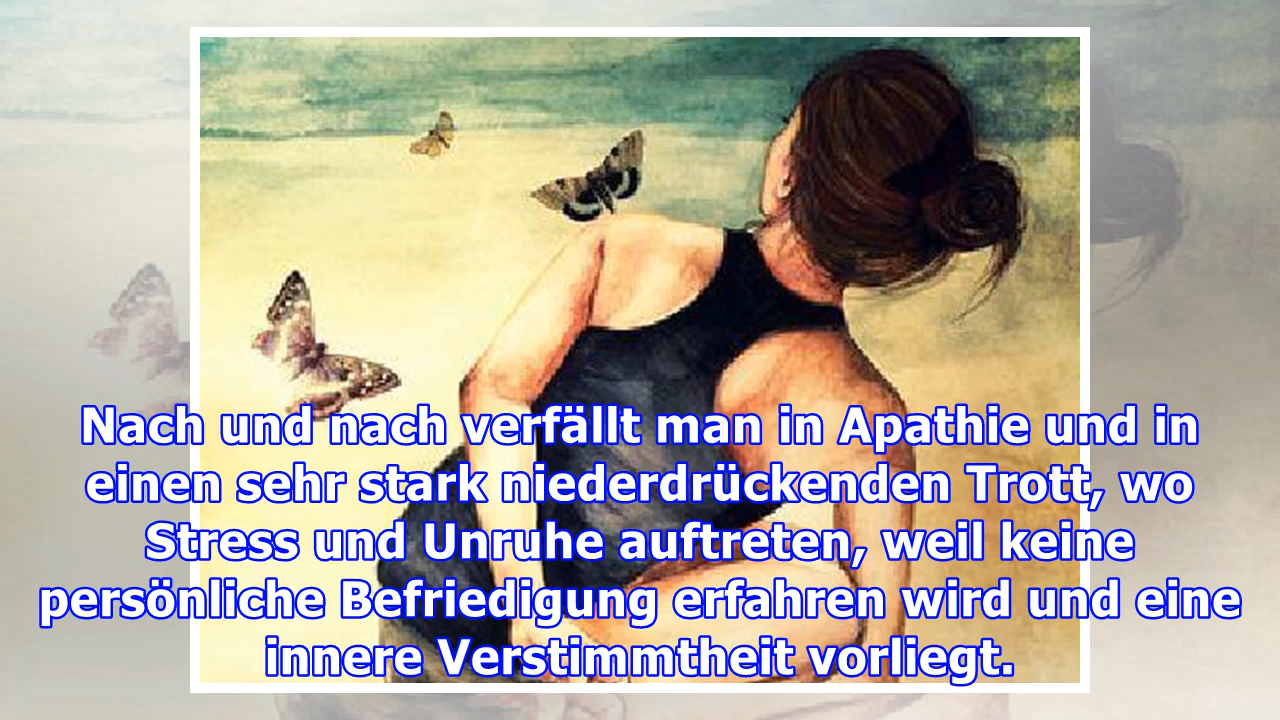 Nach und nach verfällt man in Apathie und in
einen sehr stark niederdrückenden Trott, wo
Stress und Unruhe auftreten, weil keine
persönliche Befriedigung erfahren wird und eine
innere Verstimmtheit vorliegt.